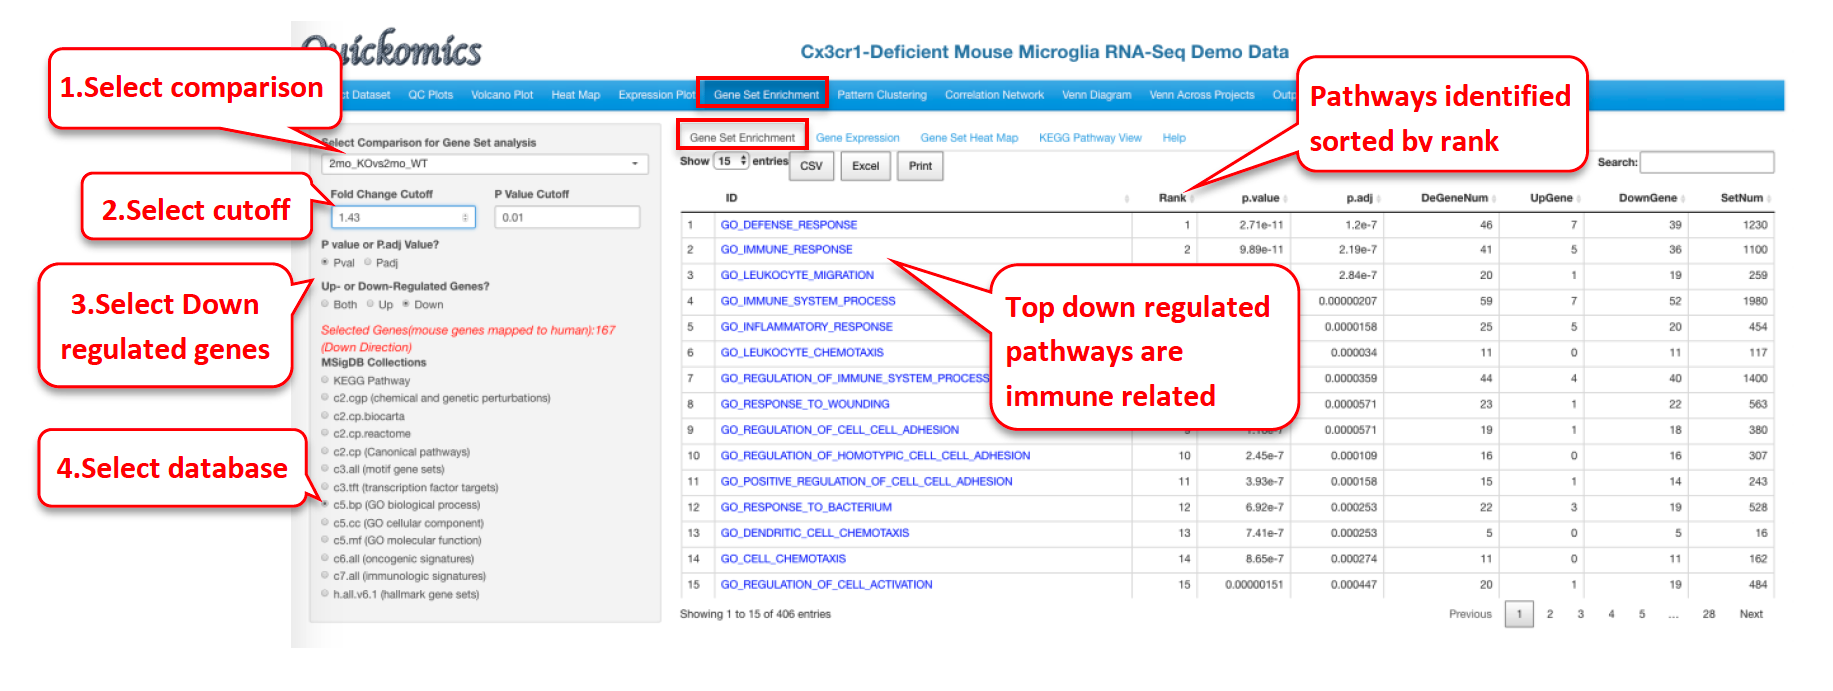 Quickomics
Cx3cr1-Deficient Mouse Microglia RNA-Seq Demo Data
1.Select comparison
Dataset QC Plots Volcano Plot Heat Map Expression Plot Gene Set Enrichment Pattern Clustering Correlation Network Venn Diagram Venn Across Projects
Pathways identified
sorted by rank
Select Comparison for Gene Set analysis
2mo_KOvs2mo_WT
2.Select cutoff
Fold Change Cutoff P Value Cutoff
1.43 0.01
P value or P.adj Value?
Pval Padj
Up- or Down-Regulated Genes?
Both Up Down
3.Select Down
regulated genes
Selected Genes(mouse genes mapped to human):167
(Down Direction)
MSigDB Collections
KEGG Pathway
c2.cgp (chemical and genetic perturbations)
c2.cp.biocarta
c2.cp.reactome
c2.cp (Canonical pathways)
c3.all (motif gene sets)
c3.tft (transcription factor targets)
c5.bp (GO biological process)
c5.cc (GO cellular component)
c5.mf (GO molecular function)
c6.all (oncogenic signatures)
c7.all (immunologic signatures)
h.all.v6.1 (hallmark gene sets)
4.Select database
Gene Set Enrichment Gene Expression Gene Set Heat Map KEGG Pathway View Help
Show 15 entries CSV Excel Print Search:
ID Rank p.value p.adj DeGeneNum UpGene DownGene SetNum
1 GO_DEFENSE_RESPONSE 1 2.71e-11 1.2e-7 46 7 39 1230
2 GO_IMMUNE_RESPONSE 2 9.89e-11 2.19e-7 41 5 36 1100
3 GO_LEUKOCYTE_MIGRATION 2.84e-7 20 1 19 259
4 GO_IMMUNE_SYSTEM_PROCESS 0.00000207 59 7 52 1980
5 GO_INFLAMMATORY_RESPONSE 0.0000158 25 5 20 454
6 GO_LEUKOCYTE_CHEMOTAXIS 0.000034 11 0 11 117
7 GO_REGULATION_OF_IMMUNE_SYSTEM_PROCESS 0.0000359 44 4 40 1400
8 GO_RESPONSE_TO_WOUNDING 0.0000571 23 1 22 563
9 GO_REGULATION_OF_CELL_CELL_ADHESION 0.0000571 19 1 18 380
10 GO_REGULATION_OF_HOMOTYPIC_CELL_CELL_ADHESION 10 2.45e-7 0.000109 16 0 16 307
11 GO_POSITIVE_REGULATION_OF_CELL_CELL_ADHESION 11 3.93e-7 0.000158 15 1 14 243
12 GO_RESPONSE_TO_BACTERIUM 12 6.92e-7 0.000253 22 3 19 528
13 GO_DENDRITIC_CELL_CHEMOTAXIS 13 7.41e-7 0.000253 5 0 5 16
14 GO_CELL_CHEMOTAXIS 14 8.65e-7 0.000274 11 0 11 162
15 GO_REGULATION_OF_CELL_ACTIVATION 15 0.00000151 0.000447 20 1 19 484
Top down regulated
pathways are
immune related
Showing 1 to 15 of 406 entries Previous 1 2 3 4 5 ... 28 Next